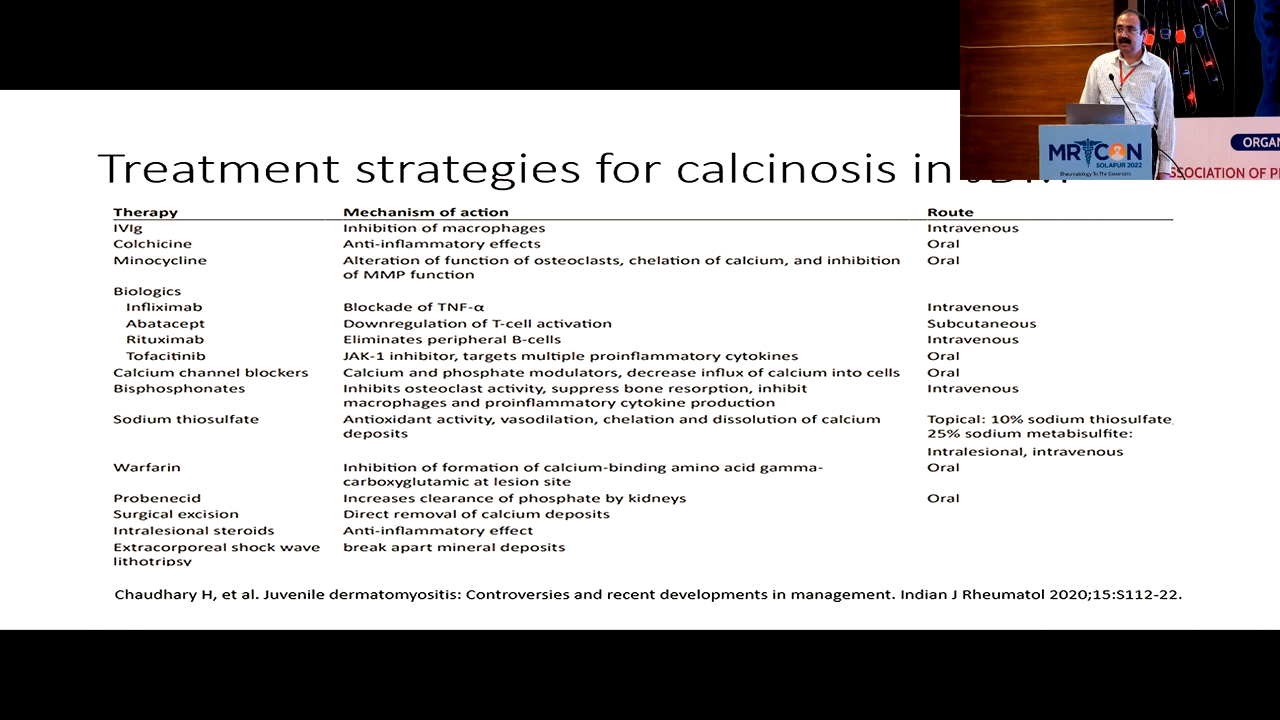 Treatment strategies for calcinosis in JDM
Therapy Mechanism of action Route
IVIg Inhibition of macrophages Intravenous
Colchicine Anti-inflammatory effects Oral
Minocycline Alteration of function of osteoclasts, chelation of calcium, and inhibition Oral
of MMP function
Biologics
Infliximab Blockade of TNF-α Intravenous
Abatacept Downregulation of T-cell activation Subcutaneous
Rituximab Eliminates peripheral B-cells Intravenous
Tofacitinib JAK-1 inhibitor, targets multiple proinflammatory cytokines Oral
Calcium channel blockers Calcium and phosphate modulators, decrease influx of calcium into cells Oral
Bisphosphonates Inhibits osteoclast activity, suppress bone resorption, inhibit Intravenous
macrophages and proinflammatory cytokine production
Sodium thiosulfate Antioxidant activity, vasodilation, chelation and dissolution of calcium Topical: 10% sodium thiosulfate
deposits 25% sodium metabisulfite:
Intralesional, intravenous
Warfarin Inhibition of formation of calcium-binding amino acid gamma- Oral
carboxyglutamic at lesion site
Probenecid Increases clearance of phosphate by kidneys Oral
Surgical excision Direct removal of calcium deposits
Intralesional steroids Anti-inflammatory effect
Extracorporeal shock wave break apart mineral deposits
lithotripsy
Chaudhary H, et al. Juvenile dermatomyositis: Controversies and recent developments in management. Indian J Rheumatol 2020;15:S112-22.
ORGAN
SSOCIATION OF P
MR CON
SOLAPUR 2022
Rheumatology To The Grassroots